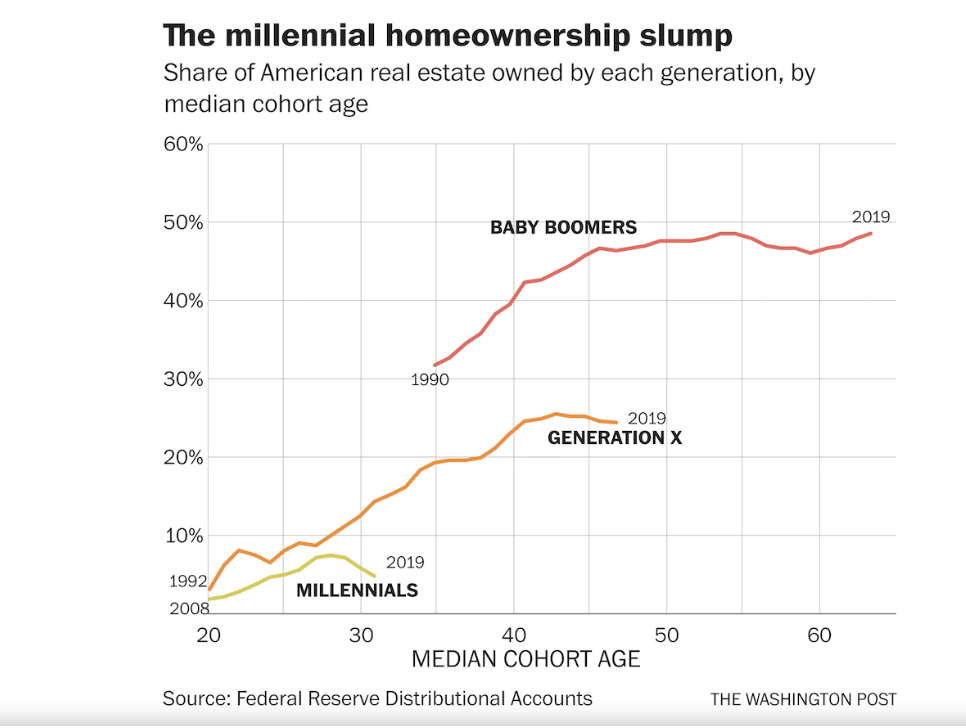 The millennial homeownership slump
Share of American real estate owned by each generation, by
median cohort age
60%
50%
40%
30%
20%
10%
BABY BOOMERS
2019
1990
2019
GENERATION X
1992
2008
2019
MILLENNIALS
20 30 40 50 60
MEDIAN COHORT AGE
Source: Federal Reserve Distributional Accounts
THE WASHINGTON POST